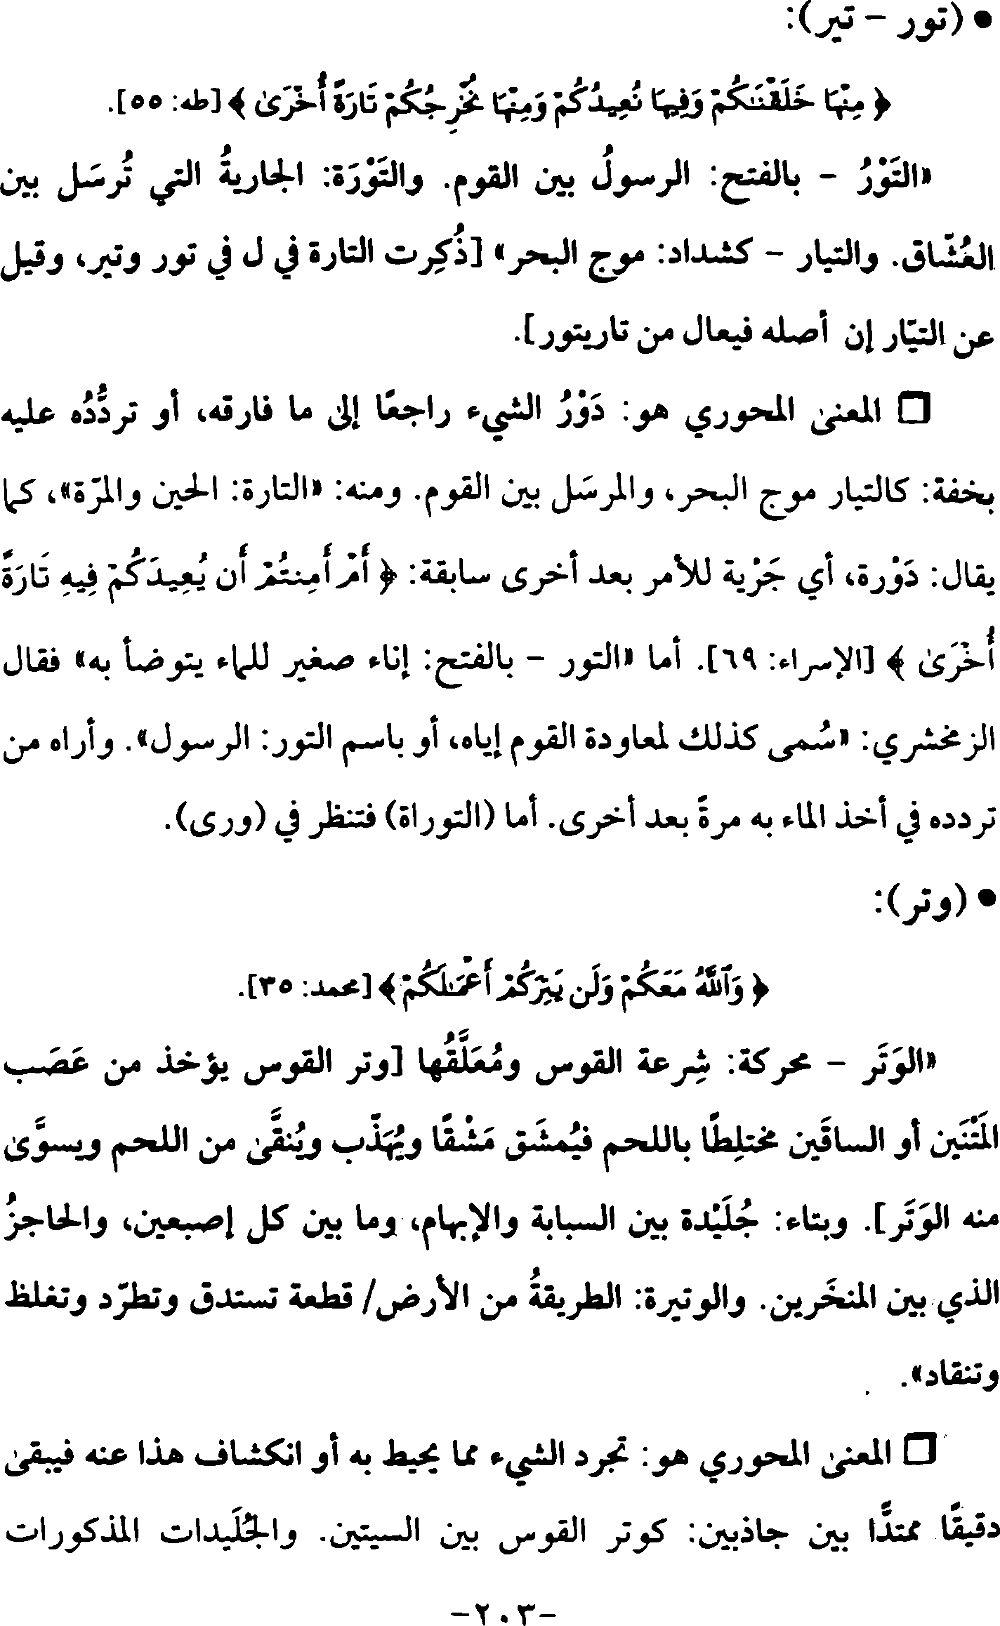 • (تور – تير):
﴿ مِنْهَا خَلَقْنَٰكُمْ وَفِيهَا نُعِيدُكُمْ وَمِنْهَا نُخْرِجُكُمْ تَارَةً أُخْرَىٰ ﴾ [طه: ٥٥].
«التَوْرُ – بالفتح: الرسولُ بين القوم. والتَوْرَة: الجاريةُ التي تُرسَل بين
العُشّاق. والتيار – كشداد: موج البحر» [ذُكِرت التارة في ل في تور وتير، وقيل
عن التيّار إن أصله فيعال من تاريتور].
□ المعنىٰ المحوري هو: دَوْرُ الشيء راجعًا إلىٰ ما فارقه، أو تردُّدُه عليه
بخفة: كالتيار موج البحر، والمرسَل بين القوم. ومنه: «التارة: الحين والمرّة»، كما
يقال: دَوْرة، أي جَرْية للأمر بعد أخرى سابقة: ﴿ أَمْ أَمِنتُمْ أَن يُعِيدَكُمْ فِيهِ تَارَةً
أُخْرَىٰ ﴾ [الإسراء: ٦٩]. أما «التور – بالفتح: إناء صغير للماء يتوضأ به» فقال
الزمخشري: «سُمى كذلك لمعاودة القوم إياه، أو باسم التور: الرسول». وأراه من
تردده في أخذ الماء به مرةً بعد أخرى. أما (التوراة) فتنظر في (ورى).
• (وتر):
﴿ وَٱللَّهُ مَعَكُمْ وَلَن يَتِرَكُمْ أَعْمَٰلَكُمْ﴾ [محمد: ٣٥].
«الوَتَر – محركة: شِرعة القوس ومُعَلَّقُها [وتر القوس يؤخذ من عَصَب
المَتْنَين أو الساقَين مختلِطًا باللحم فيُمشَق مَشْقًا ويُهَذّب ويُنقَّىٰ من اللحم ويسوَّىٰ
منه الوَتَر]. وبتاء: جُلَيْدة بين السبابة والإبهام، وما بين كل إصبعين، والحاجزُ
الذي بين المنخَرين. والوتيرة: الطريقةُ من الأرض/ قطعة تستدق وتطرّد وتغلظ
وتنقاد».
□ المعنىٰ المحوري هو: تجرد الشيء مما يحيط به أو انكشاف هذا عنه فيبقىٰ
دقيقًا ممتدًّا بين جاذبين: كوتر القوس بين السيتين. والجُلَيدات المذكورات
–٢٠٣–